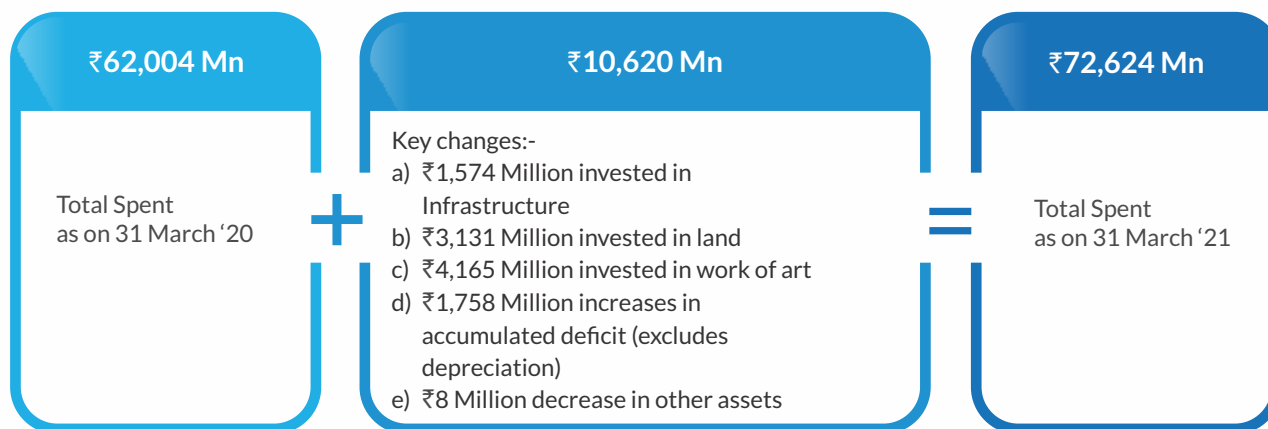 ₹62,004 Mn
Total Spent
as on 31 March ‘20
+
₹10,620 Mn
Key changes:-
a) ₹1,574 Million invested in
Infrastructure
b) ₹3,131 Million invested in land
c) ₹4,165 Million invested in work of art
d) ₹1,758 Million increases in
accumulated deficit (excludes
depreciation)
e) ₹8 Million decrease in other assets
=
₹72,624 Mn
Total Spent
as on 31 March ‘21